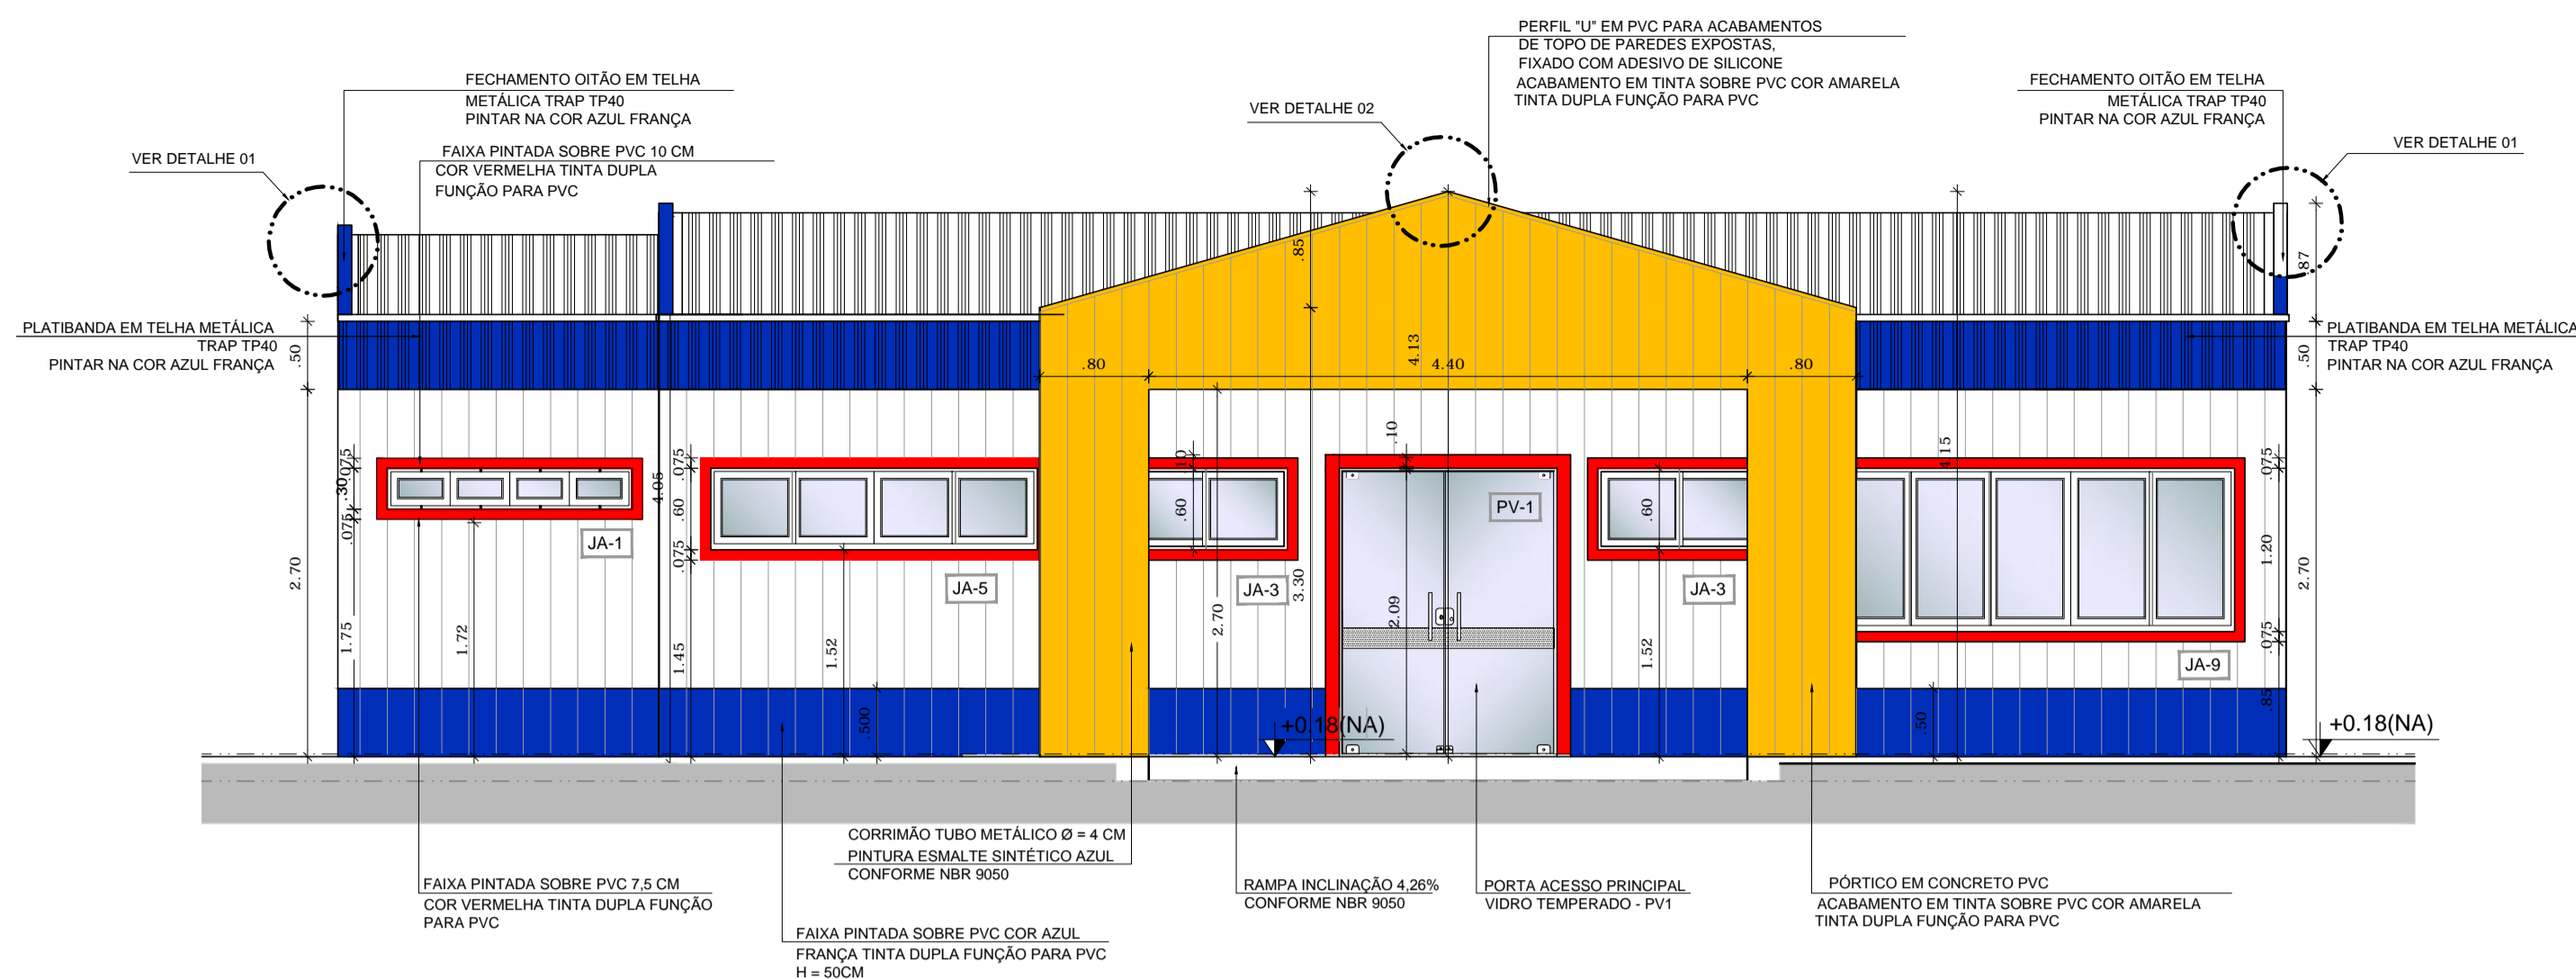 PERFIL "U" EM PVC PARA ACABAMENTOS
DE TOPO DE PAREDES EXPOSTAS,
FIXADO COM ADESIVO DE SILICONE
ACABAMENTO EM TINTA SOBRE PVC COR AMARELA
TINTA DUPLA FUNÇÃO PARA PVC
FECHAMENTO OITÃO EM TELHA
METÁLICA TRAP TP40
PINTAR NA COR AZUL FRANÇA
VER DETALHE 02
FECHAMENTO OITÃO EM TELHA
METÁLICA TRAP TP40
PINTAR NA COR AZUL FRANÇA
VER DETALHE 01
FAIXA PINTADA SOBRE PVC 10 CM
COR VERMELHA TINTA DUPLA
FUNÇÃO PARA PVC
VER DETALHE 01
.85
.87
PLATIBANDA EM TELHA METÁLICA
TRAP TP40
PINTAR NA COR AZUL FRANÇA
.50
.80
4.13
4.40
.80
.50
PLATIBANDA EM TELHA METÁLICA
TRAP TP40
PINTAR NA COR AZUL FRANÇA
.075
.30
.075
4.05
.075
.60
.075
.10
.10
.60
.60
4.15
.075
1.20
.075
JA-1
JA-5
JA-3
PV-1
JA-3
JA-9
2.70
1.75
1.72
1.45
1.52
.500
2.70
3.30
2.09
1.52
.50
.85
2.70
+0.18(NA)
+0.18(NA)
CORRIMÃO TUBO METÁLICO Ø = 4 CM
PINTURA ESMALTE SINTÉTICO AZUL
CONFORME NBR 9050
FAIXA PINTADA SOBRE PVC 7,5 CM
COR VERMELHA TINTA DUPLA FUNÇÃO
PARA PVC
RAMPA INCLINAÇÃO 4,26%
CONFORME NBR 9050
PORTA ACESSO PRINCIPAL
VIDRO TEMPERADO - PV1
PÓRTICO EM CONCRETO PVC
ACABAMENTO EM TINTA SOBRE PVC COR AMARELA
TINTA DUPLA FUNÇÃO PARA PVC
FAIXA PINTADA SOBRE PVC COR AZUL
FRANÇA TINTA DUPLA FUNÇÃO PARA PVC
H = 50CM